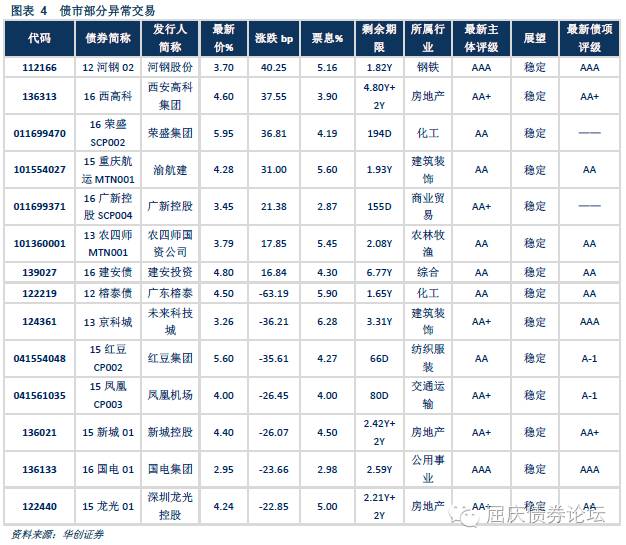 图表 4 债市部分异常交易
代码 债券简称 发行人简称 最新价% 涨跌 bp 票息% 剩余期限 所属行业 最新主体评级 展望 最新债项评级
112166 12 河钢 02 河钢股份 3.70 40.25 5.16 1.82Y 钢铁 AAA 稳定 AAA
136313 16 西高科 西安高科集团 4.60 37.55 3.90 4.80Y+2Y 房地产 AA+ 稳定 AA+
011699470 16 荣盛 SCP002 荣盛集团 5.95 36.81 4.19 194D 化工 AA 稳定 ——
101554027 15 重庆航运 MTN001 渝航建 4.28 31.00 5.60 1.93Y 建筑装饰 AA 稳定 AA
011699371 16 广新控股 SCP004 广新控股 3.45 21.38 2.87 155D 商业贸易 AA+ 稳定 ——
101360001 13 农四师 MTN001 农四师国资公司 3.79 17.85 5.45 2.08Y 农林牧渔 AA 稳定 AA
139027 16 建安债 建安投资 4.80 16.84 4.30 6.77Y 综合 AA 稳定 AA
122219 12 榕泰债 广东榕泰 4.50 -63.19 5.90 1.65Y 化工 AA 稳定 AA
124361 13 京科城 未来科技城 3.26 -36.21 6.28 3.31Y 建筑装饰 AA+ 稳定 AAA
041554048 15 红豆 CP002 红豆集团 5.60 -35.61 4.27 66D 纺织服装 AA 稳定 A-1
041561035 15 凤凰 CP003 凤凰机场 4.00 -26.45 4.00 80D 交通运输 AA+ 稳定 A-1
136021 15 新城 01 新城控股 4.40 -26.07 4.50 2.42Y+2Y 房地产 AA+ 稳定 AA+
136133 16 国电 01 国电集团 2.95 -23.66 2.98 2.59Y 公用事业 AAA 稳定 AAA
122440 15 龙光 01 深圳龙光控股 4.24 -22.85 5.00 2.21Y+2Y 房地产 AA+ 稳定 AA
屈庆债券论坛
资料来源：华创证券